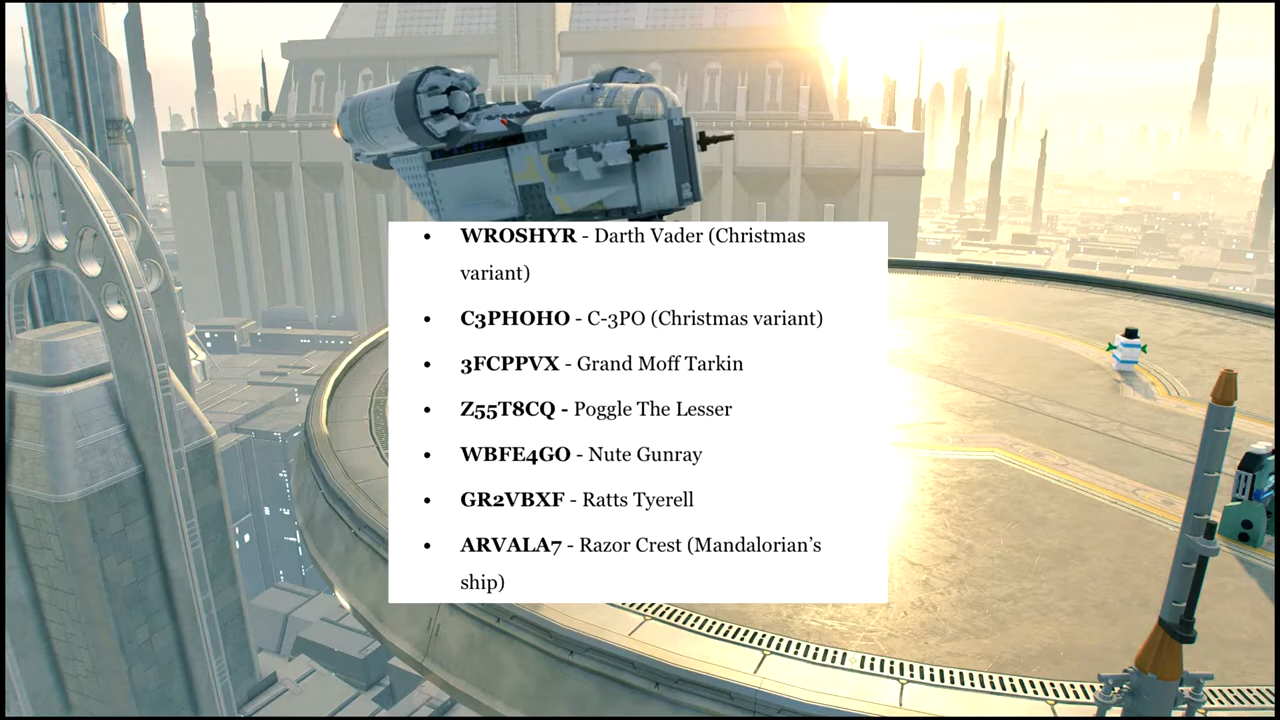 • WROSHYR - Darth Vader (Christmas
variant)
• C3PHOHO - C-3PO (Christmas variant)
• 3FCPPVX - Grand Moff Tarkin
• Z55T8CQ - Poggle The Lesser
• WBFE4GO - Nute Gunray
• GR2VBXF - Ratts Tyerell
• ARVALA7 - Razor Crest (Mandalorian’s
ship)